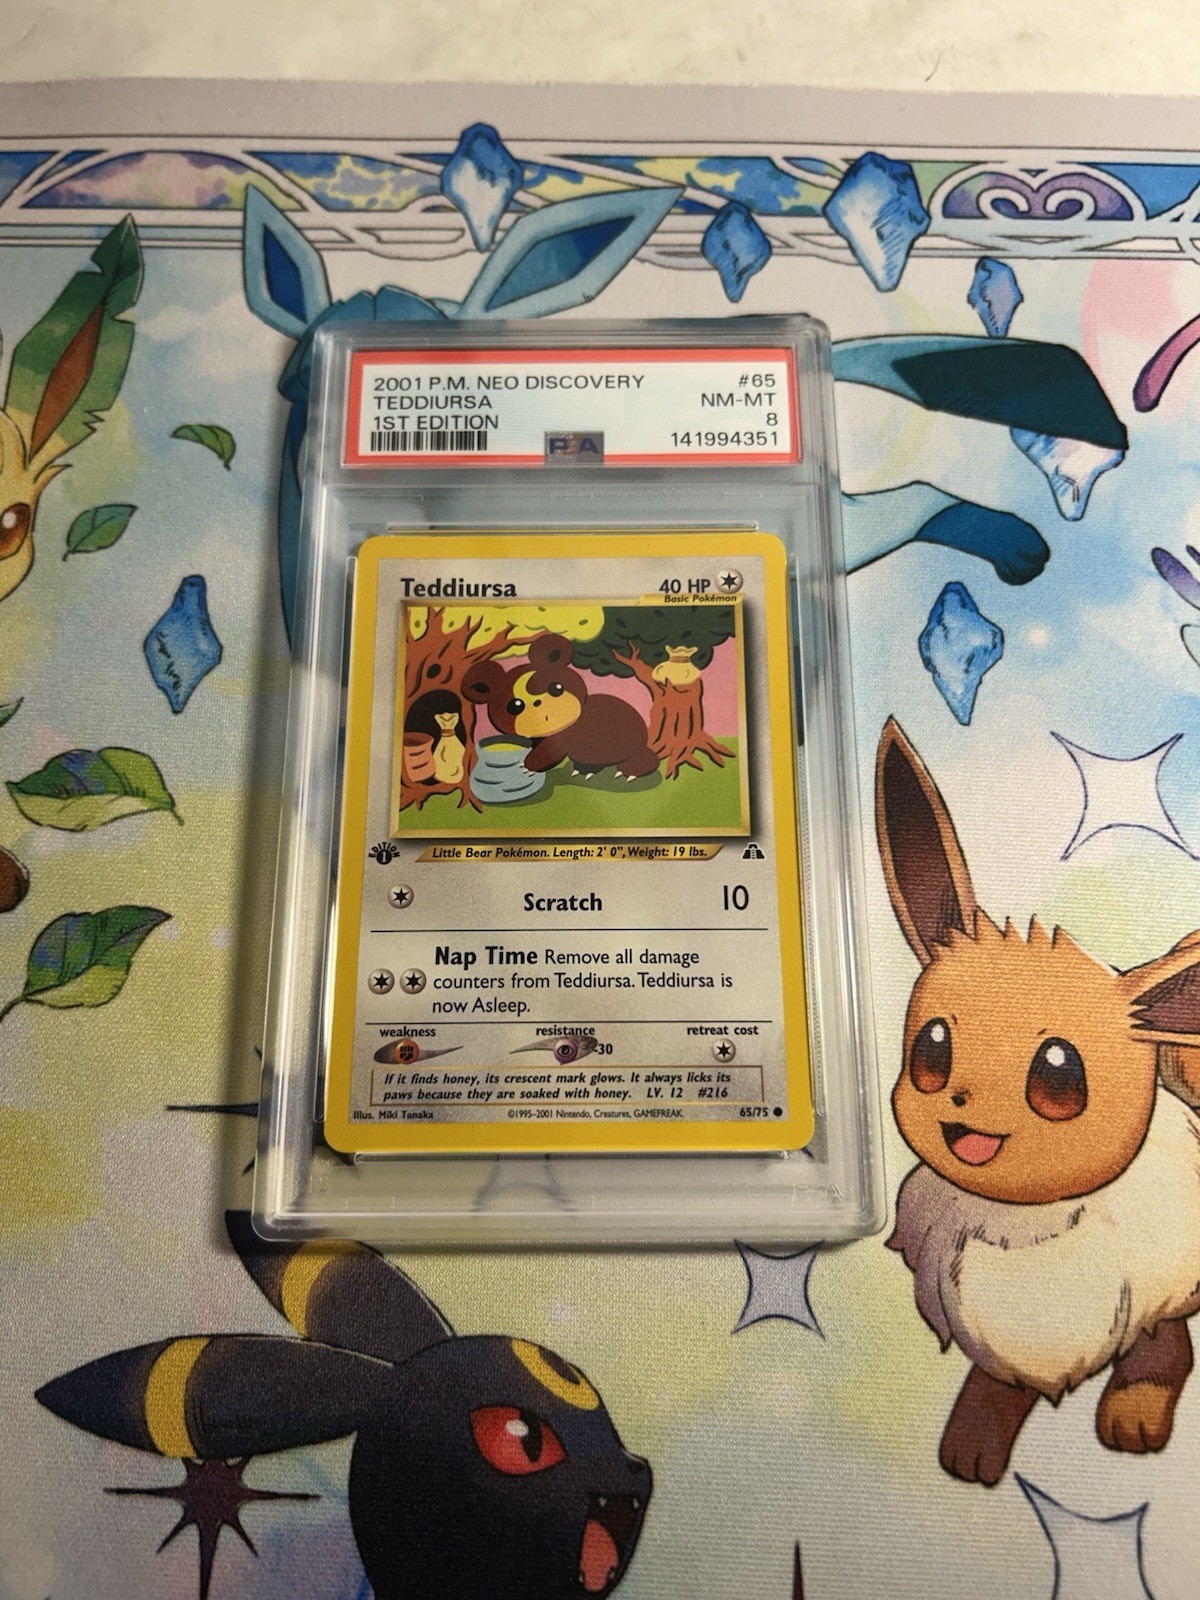 2001 P.M. NEO DISCOVERY #65
TEDDIURSA NM-MT
1ST EDITION 8
PSA 141994351
Teddiursa 40 HP
Basic Pokémon
EDITION 1
Little Bear Pokémon. Length: 2' 0", Weight: 19 lbs.
Scratch 10
Nap Time Remove all damage
counters from Teddiursa. Teddiursa is
now Asleep.
weakness resistance retreat cost
-30
If it finds honey, its crescent mark glows. It always licks its
paws because they are soaked with honey. LV. 12 #216
Illus. Miki Tanaka ©1995-2001 Nintendo, Creatures, GAMEFREAK. 65/75